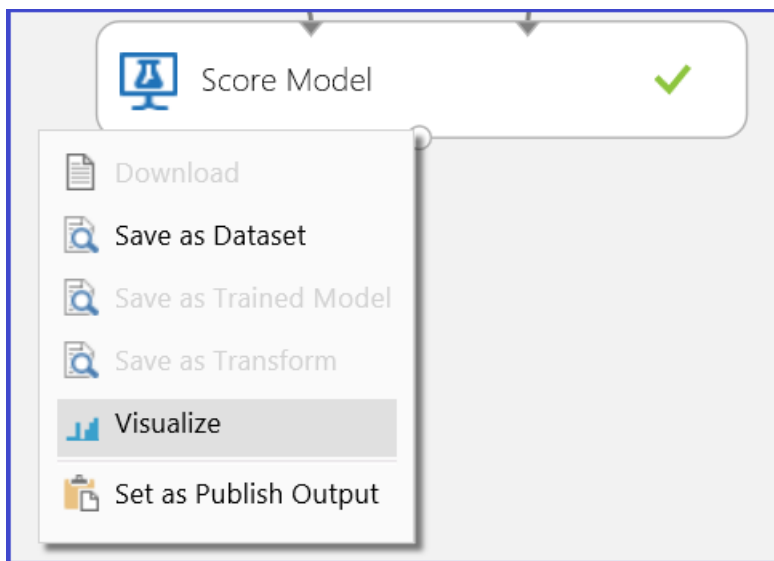 Score Model
Download
Save as Dataset
Save as Trained Model
Save as Transform
Visualize
Set as Publish Output